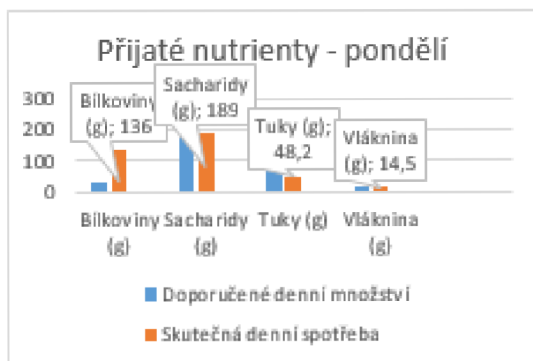 Přijaté nutrienty - pondělí
300
200
100
0
Bílkoviny
(g); 136
Sacharidy
(g); 189
Tuky (g);
48,2
Vláknina
(g); 14,5
Bílkoviny
(g)
Sacharidy
(g)
Tuky (g)
Vláknina
(g)
Doporučené denní množství
Skutečná denní spotřeba